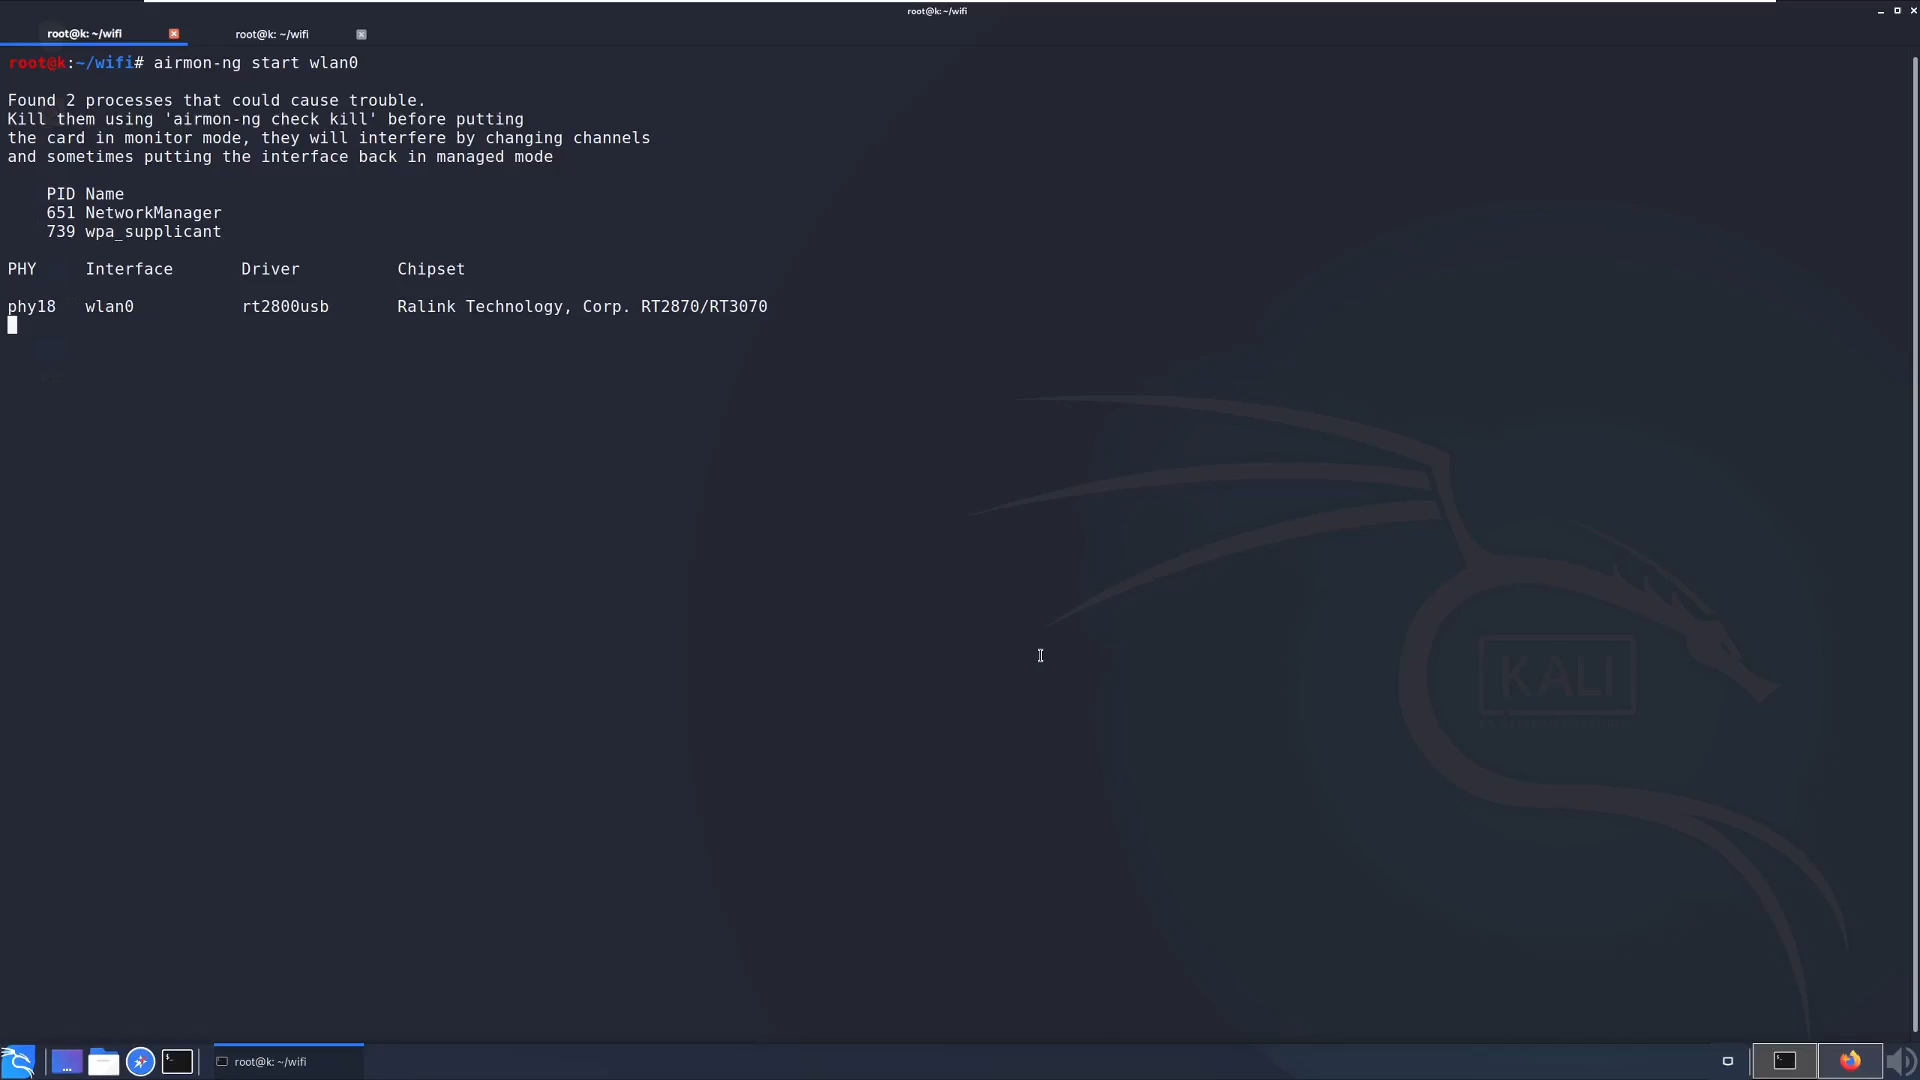 root@k: ~/wifi
root@k: ~/wifi
root@k: ~/wifi
root@k:~/wifi# airmon-ng start wlan0
Found 2 processes that could cause trouble.
Kill them using 'airmon-ng check kill' before putting
the card in monitor mode, they will interfere by changing channels
and sometimes putting the interface back in managed mode
PID Name
651 NetworkManager
739 wpa_supplicant
PHY Interface Driver Chipset
phy18 wlan0 rt2800usb Ralink Technology, Corp. RT2870/RT3070
KALI
root@k: ~/wifi